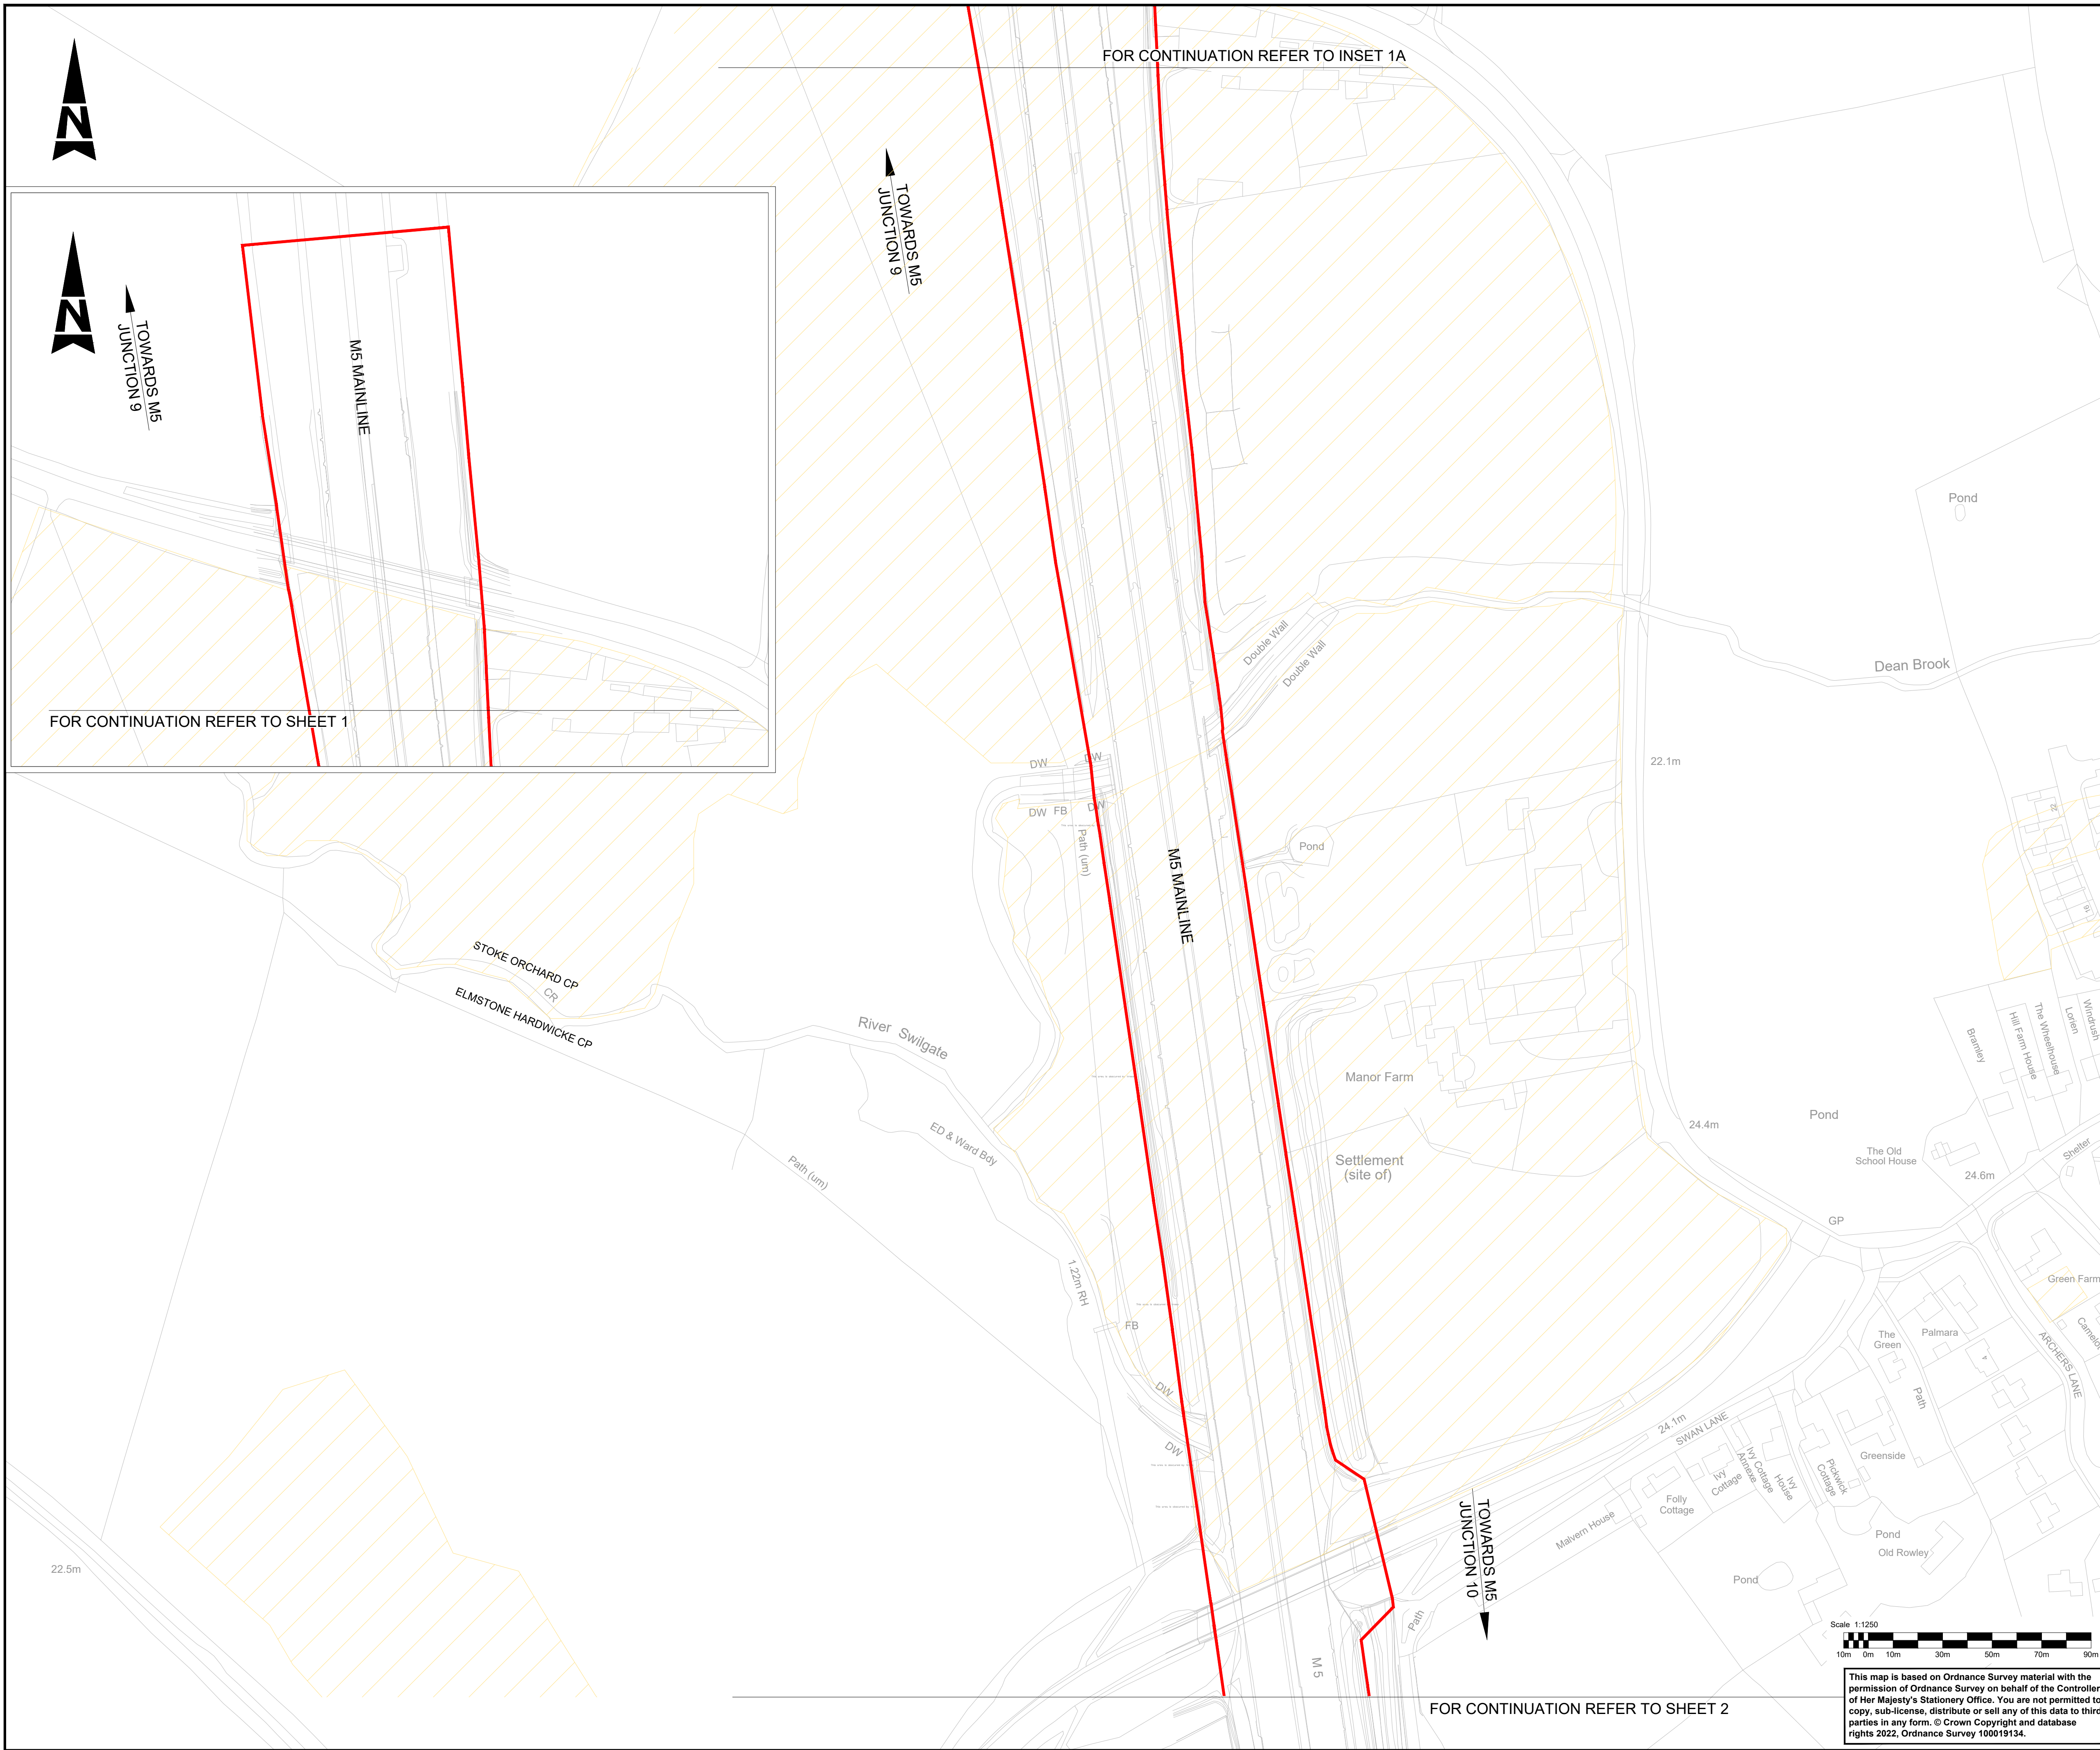 FOR CONTINUATION REFER TO INSET 1A
N
TOWARDS M5
JUNCTION 9
N
TOWARDS M5
JUNCTION 9
M5 MAINLINE
FOR CONTINUATION REFER TO SHEET 1
Pond
Double Wall
Double Wall
Dean Brook
22.1m
DW
DW
DW
FB
DW
Path (um)
M5 MAINLINE
Pond
22
16
STOKE ORCHARD CP
CR
ELMSTONE HARDWICKE CP
River Swilgate
ED & Ward Bdy
Path (um)
Manor Farm
Settlement
(site of)
24.4m
Pond
Bramley
Hill Farm House
The Wheelhouse
Lorien
Windrush
The Old
School House
Shelter
24.6m
GP
Green Farm
1.22m RH
FB
DW
DW
The
Green
Palmara
4
ARCHERS LANE
Path
24.1m
SWAN LANE
Ivy
Cottage
Ivy Cottage
Annexe
Ivy
House
Pickwick
Cottage
Greenside
Folly
Cottage
Malvern House
Pond
Old Rowley
Pond
TOWARDS M5
JUNCTION 10
Path
M 5
22.5m
Scale 1:1250
10m 0m 10m 30m 50m 70m 90m
FOR CONTINUATION REFER TO SHEET 2
This map is based on Ordnance Survey material with the
permission of Ordnance Survey on behalf of the Controller
of Her Majesty's Stationery Office. You are not permitted to
copy, sub-license, distribute or sell any of this data to third
parties in any form. © Crown Copyright and database
rights 2022, Ordnance Survey 100019134.